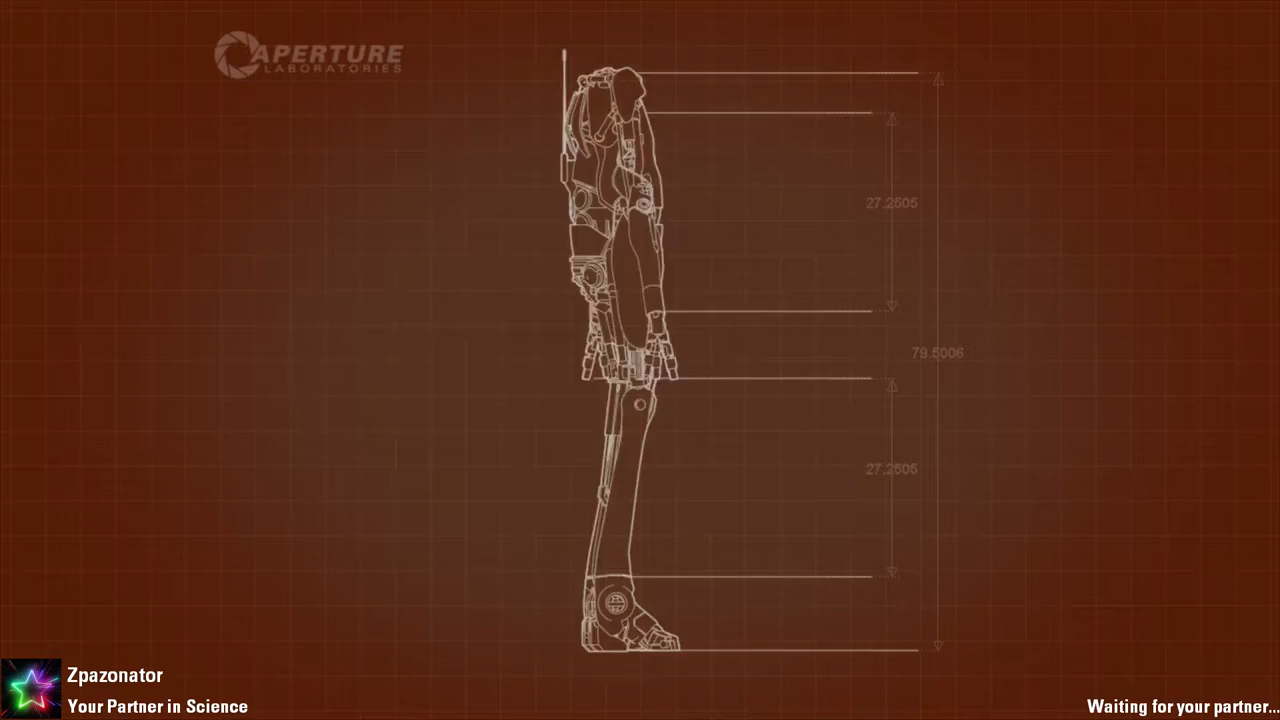 APERTURE
LABORATORIES
27.2505
79.5006
27.2505
Zpazonator
Your Partner in Science
Waiting for your partner...